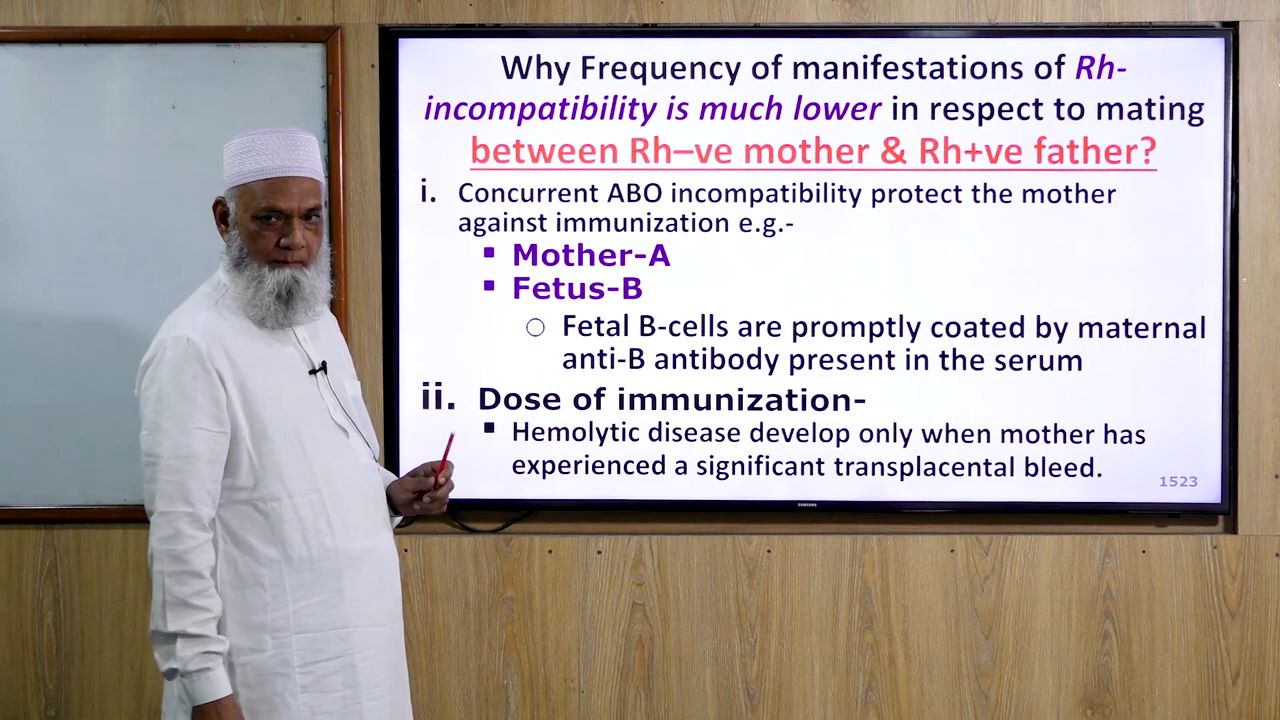 Why Frequency of manifestations of Rh-
incompatibility is much lower in respect to mating
between Rh–ve mother & Rh+ve father?
i. Concurrent ABO incompatibility protect the mother
against immunization e.g.-
▪ Mother-A
▪ Fetus-B
○ Fetal B-cells are promptly coated by maternal
anti-B antibody present in the serum
ii. Dose of immunization-
▪ Hemolytic disease develop only when mother has
experienced a significant transplacental bleed.
1523
SAMSUNG